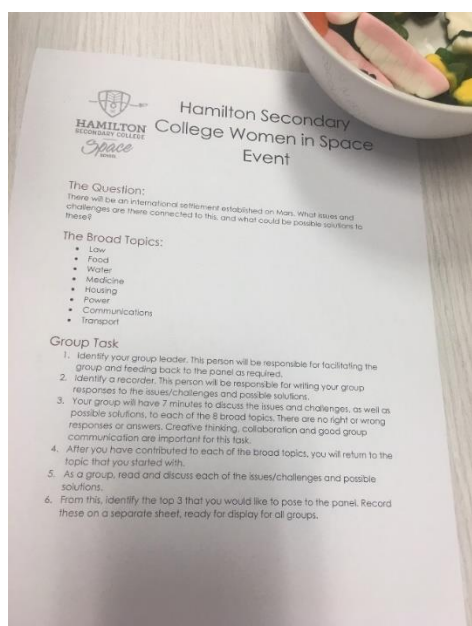 HAMILTON
SECONDARY COLLEGE
Space
SCHOOL
Hamilton Secondary
College Women in Space
Event
The Question:
There will be an international settlement established on Mars. What issues and
challenges are there connected to this, and what could be possible solutions to
these?
The Broad Topics:
• Law
• Food
• Water
• Medicine
• Housing
• Power
• Communications
• Transport
Group Task
1. Identify your group leader. This person will be responsible for facilitating the
group and feeding back to the panel as required.
2. Identify a recorder. This person will be responsible for writing your group
responses to the issues/challenges and possible solutions.
3. Your group will have 7 minutes to discuss the issues and challenges, as well as
possible solutions, to each of the 8 broad topics. There are no right or wrong
responses or answers. Creative thinking, collaboration and good group
communication are important for this task.
4. After you have contributed to each of the broad topics, you will return to the
topic that you started with.
5. As a group, read and discuss each of the issues/challenges and possible
solutions.
6. From this, identify the top 3 that you would like to pose to the panel. Record
these on a separate sheet, ready for display for all groups.